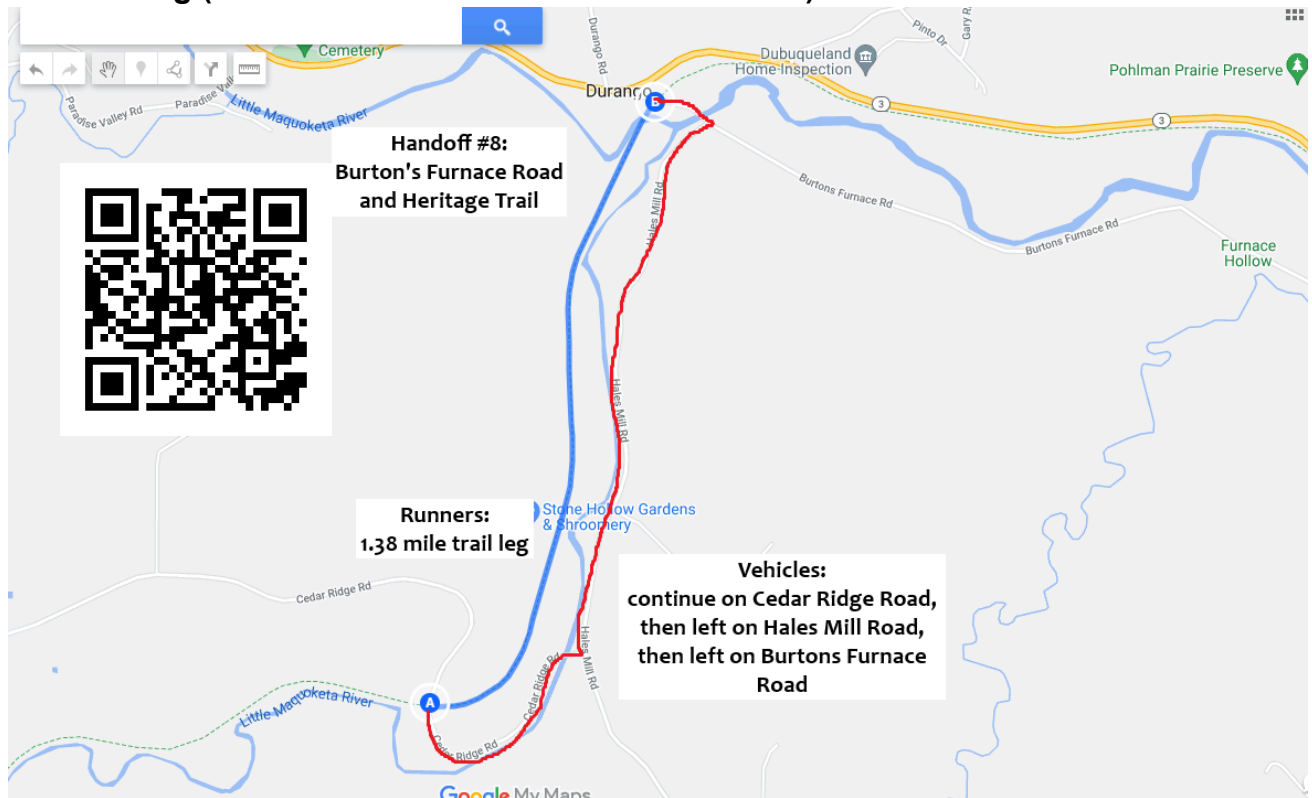 Cemetery
Durango Rd
Pinto Dr
Gary R
Dubuqueland
Home-Inspection
Pohlman Prairie Preserve
3
3
Paradise Valley Rd
Paradise Vall
Little Maquoketa River
Durango
B
Handoff #8:
Burton's Furnace Road
and Heritage Trail
Hales Mill Rd
Burtons Furnace Rd
Burtons Furnace Rd
Furnace
Hollow
Hales Mill Rd
Runners:
1.38 mile trail leg
Stone Hollow Gardens
& Shroomery
Vehicles:
continue on Cedar Ridge Road,
then left on Hales Mill Road,
then left on Burtons Furnace
Road
Cedar Ridge Rd
Hales Mill Rd
Cedar Ridge Rd
Little Maquoketa River
A
Cedar Ridge Rd
Google My Maps